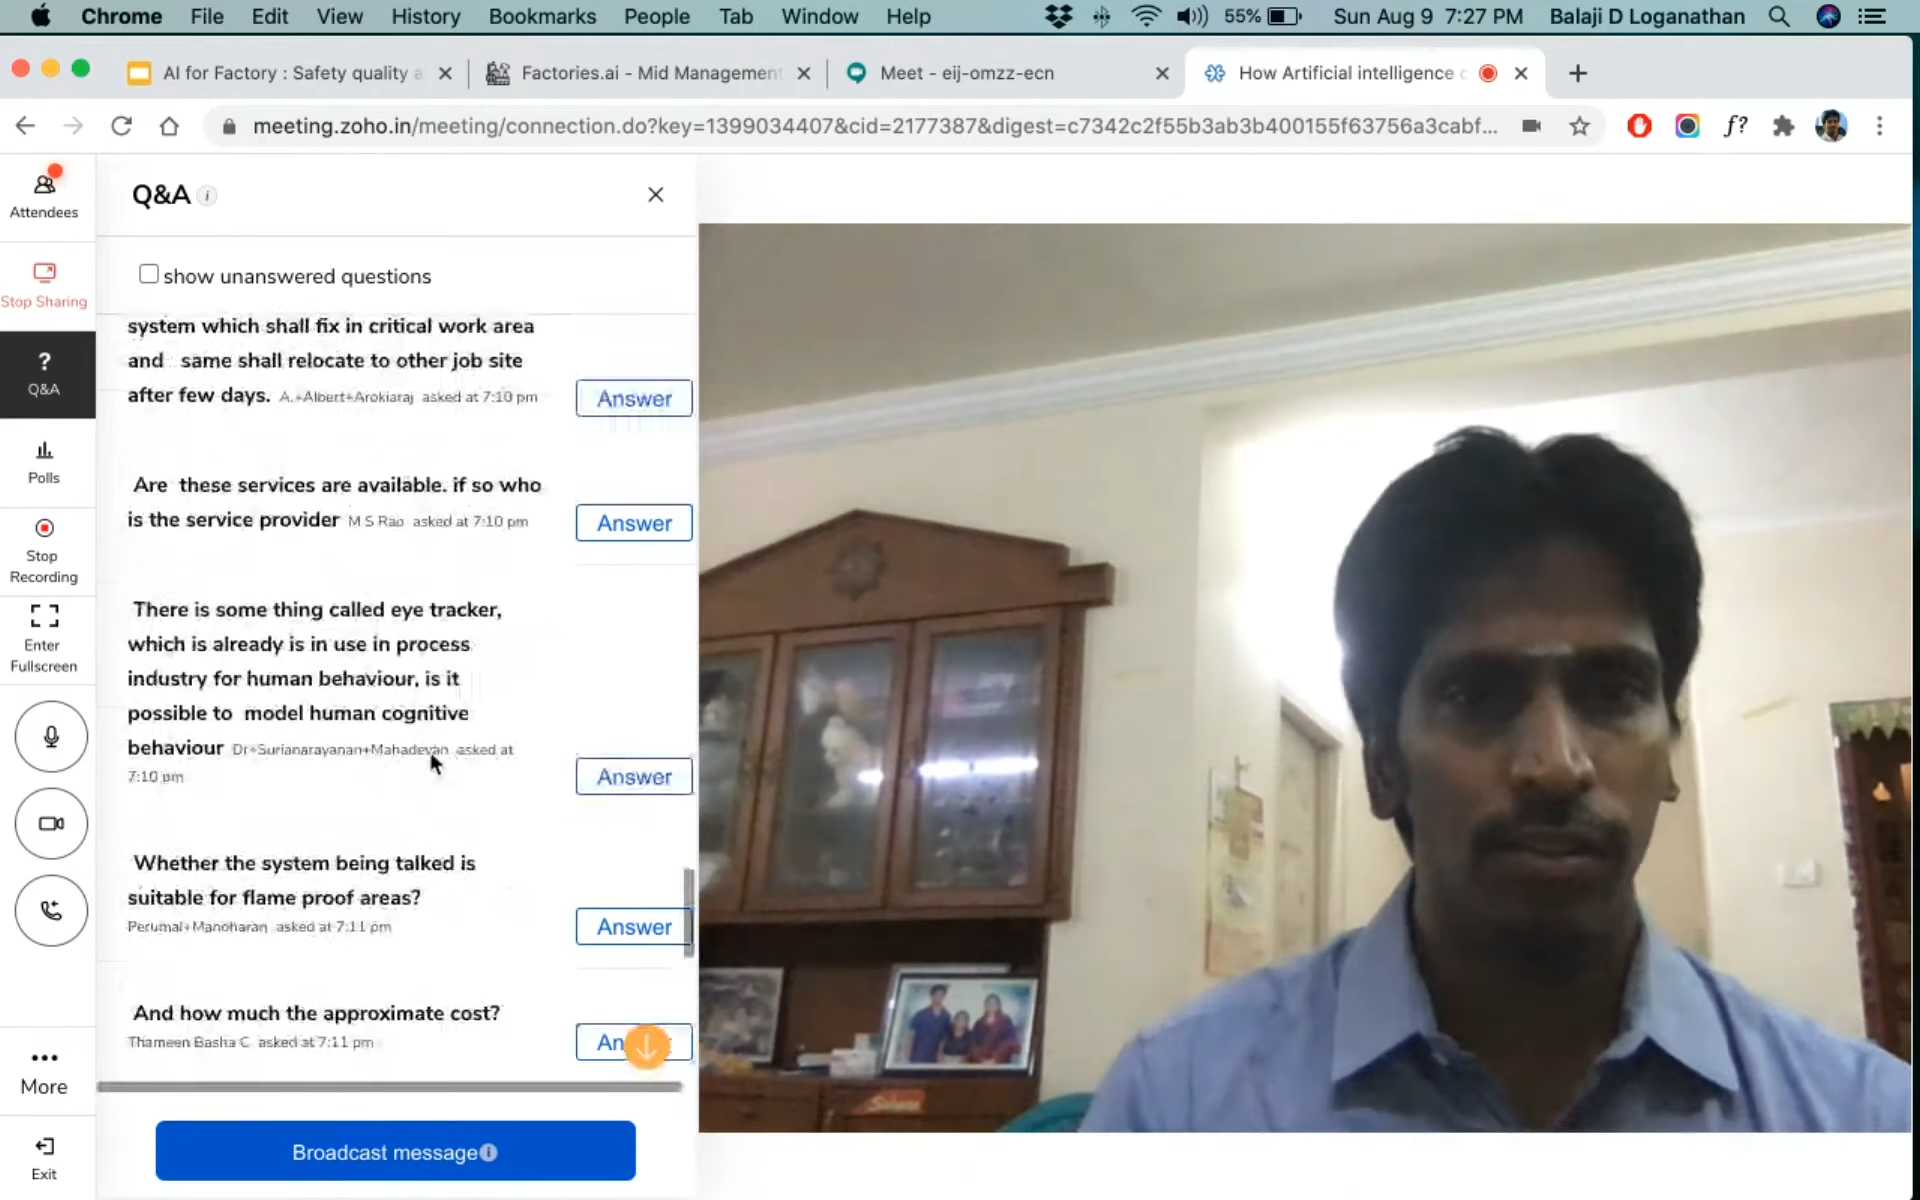 Chrome File Edit View History Bookmarks People Tab Window Help 55% Sun Aug 9 7:27 PM Balaji D Loganathan
AI for Factory : Safety quality a
Factories.ai - Mid Management
Meet - eij-omzz-ecn
How Artificial intelligence c
meeting.zoho.in/meeting/connection.do?key=1399034407&cid=2177387&digest=c7342c2f55b3ab3b400155f63756a3cabf...
f?
Attendees
Stop Sharing
?
Q&A
Polls
Stop
Recording
Enter
Fullscreen
More
Exit
Q&A i
show unanswered questions
system which shall fix in critical work area
and same shall relocate to other job site
after few days. A.+Albert+Arokiaraj asked at 7:10 pm
Answer
Are these services are available. if so who
is the service provider M S Rao asked at 7:10 pm
Answer
There is some thing called eye tracker,
which is already is in use in process
industry for human behaviour, is it
possible to model human cognitive
behaviour Dr+Surianarayanan+Mahadevan asked at
7:10 pm
Answer
Whether the system being talked is
suitable for flame proof areas?
Perumal+Manoharan asked at 7:11 pm
Answer
And how much the approximate cost?
Thameen Basha C asked at 7:11 pm
An
Broadcast message i